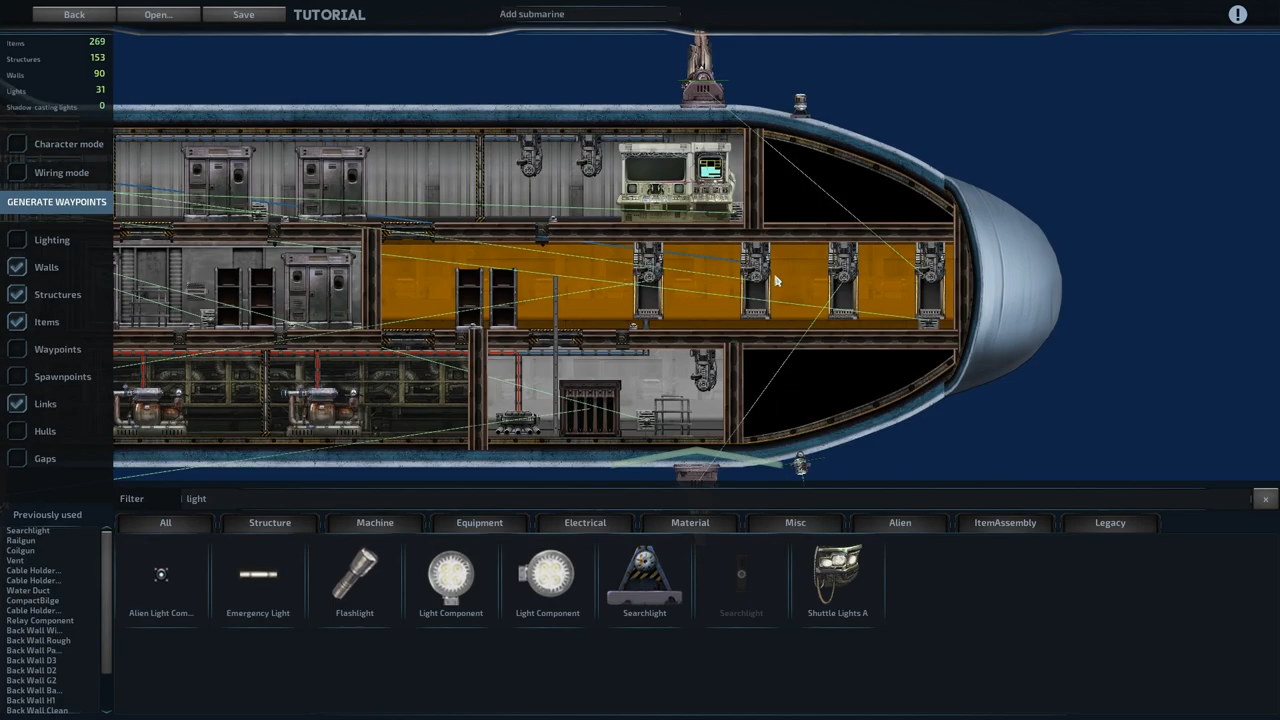 Back
Open...
Save
TUTORIAL
Add submarine
Items 269
Structures 153
Walls 90
Lights 31
Shadow-casting lights 0
Character mode
Wiring mode
GENERATE WAYPOINTS
Lighting
Walls
Structures
Items
Waypoints
Spawnpoints
Links
Hulls
Gaps
Filter
light
x
Previously used
Searchlight
Railgun
Coilgun
Vent
Cable Holder...
Cable Holder...
Water Duct
CompactBilge
Cable Holder...
Relay Component
Back Wall Wi...
Back Wall Rough
Back Wall Pa...
Back Wall D3
Back Wall D2
Back Wall G2
Back Wall Ba...
Back Wall H1
Back Wall Clean...
All
Structure
Machine
Equipment
Electrical
Material
Misc
Alien
ItemAssembly
Legacy
Alien Light Com...
Emergency Light
Flashlight
Light Component
Light Component
Searchlight
Searchlight
Shuttle Lights A